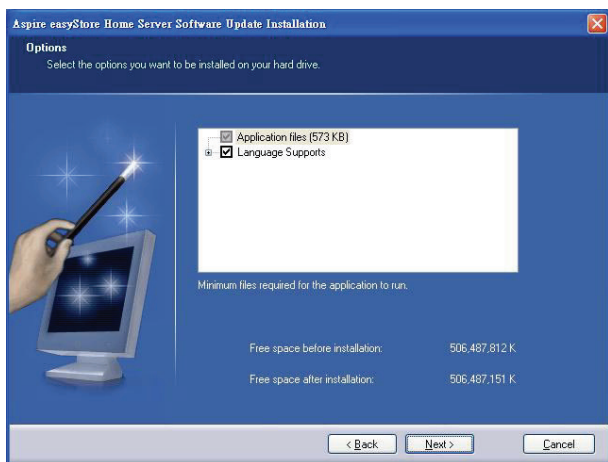 Aspire easyStore Home Server Software Update Installation
Options
Select the options you want to be installed on your hard drive.
Application files (573 KB)
Language Supports
Minimum files required for the application to run.
Free space before installation: 506,487,812 K
Free space after installation: 506,487,151 K
< Back Next > Cancel